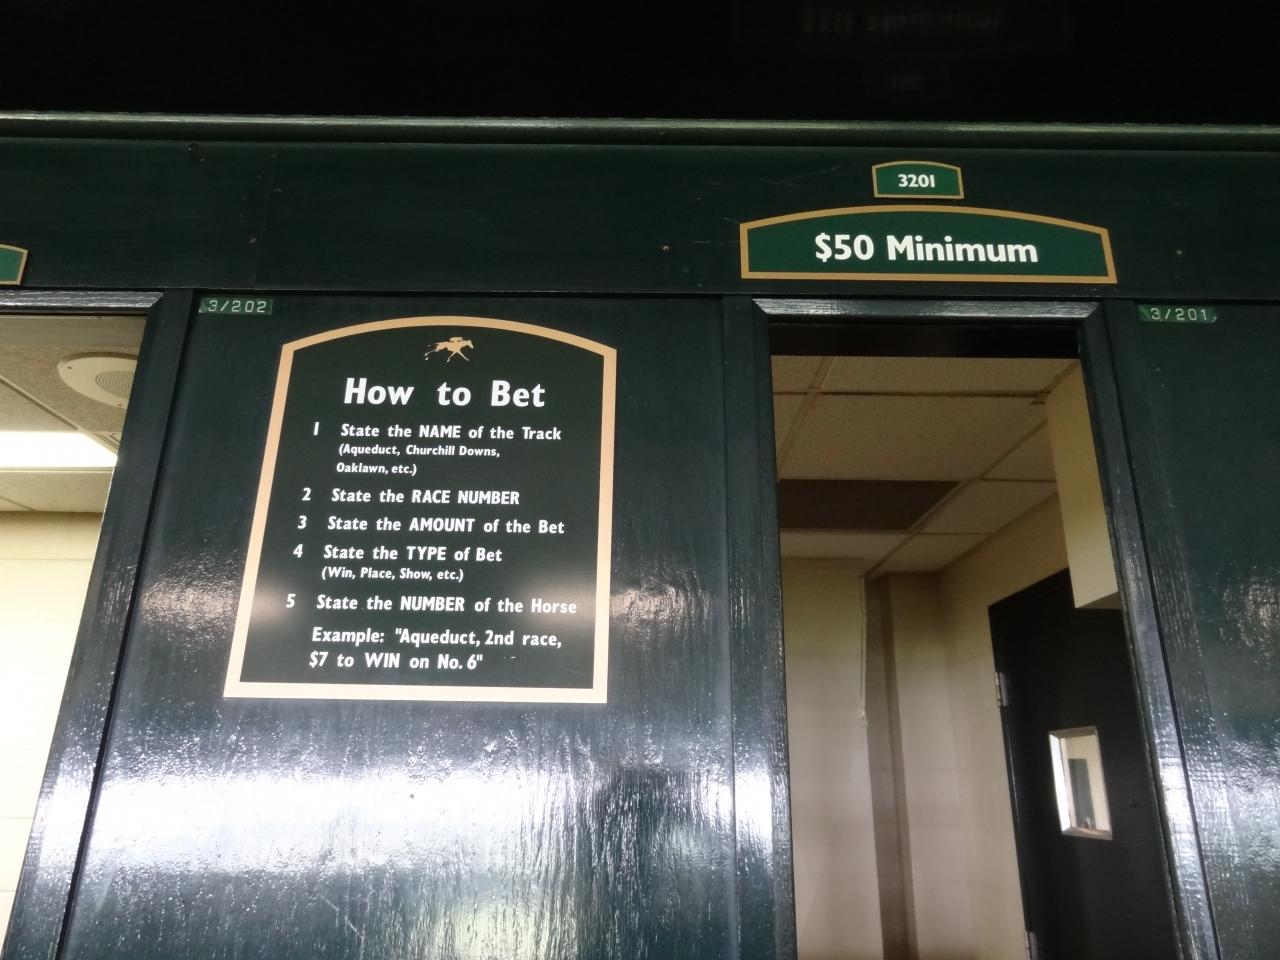 3201
$50 Minimum
3/202
3/201
How to Bet
1 State the NAME of the Track
(Aqueduct, Churchill Downs,
Oaklawn, etc.)
2 State the RACE NUMBER
3 State the AMOUNT of the Bet
4 State the TYPE of Bet
(Win, Place, Show, etc.)
5 State the NUMBER of the Horse
Example: "Aqueduct, 2nd race,
$7 to WIN on No. 6"